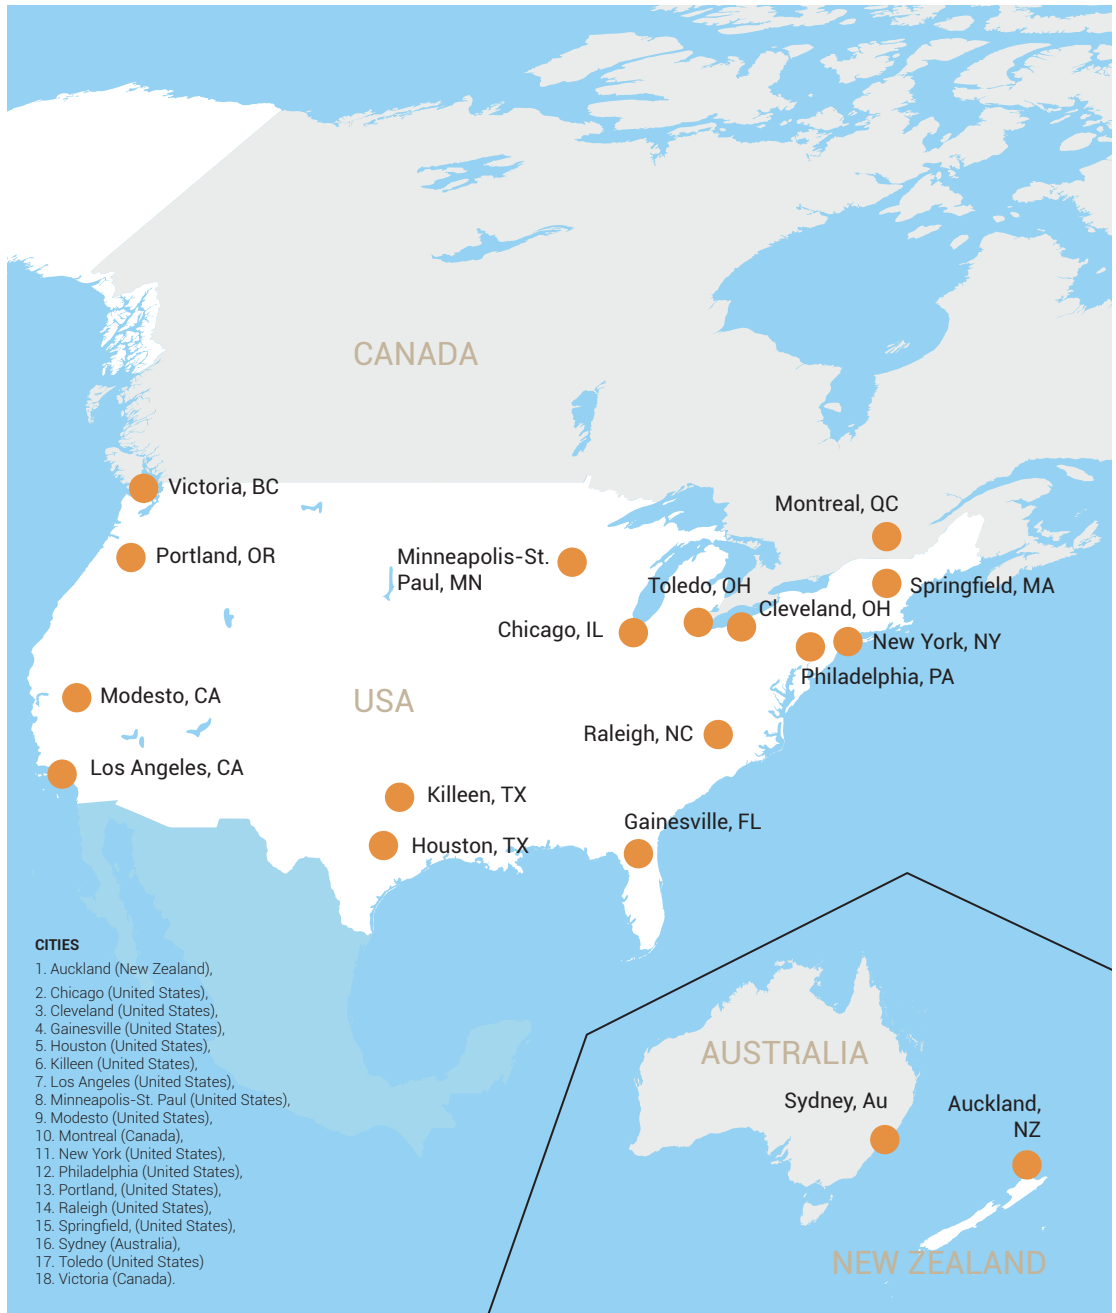 CANADA
Victoria, BC
Montreal, QC
Portland, OR
Minneapolis-St.
Paul, MN
Toledo, OH
Springfield, MA
Cleveland, OH
Chicago, IL
New York, NY
Philadelphia, PA
Modesto, CA
USA
Raleigh, NC
Los Angeles, CA
Killeen, TX
Gainesville, FL
Houston, TX
CITIES
1. Auckland (New Zealand),
2. Chicago (United States),
3. Cleveland (United States),
4. Gainesville (United States),
5. Houston (United States),
6. Killeen (United States),
7. Los Angeles (United States),
8. Minneapolis-St. Paul (United States),
9. Modesto (United States),
10. Montreal (Canada),
11. New York (United States),
12. Philadelphia (United States),
13. Portland, (United States),
14. Raleigh (United States),
15. Springfield, (United States),
16. Sydney (Australia),
17. Toledo (United States)
18. Victoria (Canada).
AUSTRALIA
Sydney, Au
Auckland,
NZ
NEW ZEALAND